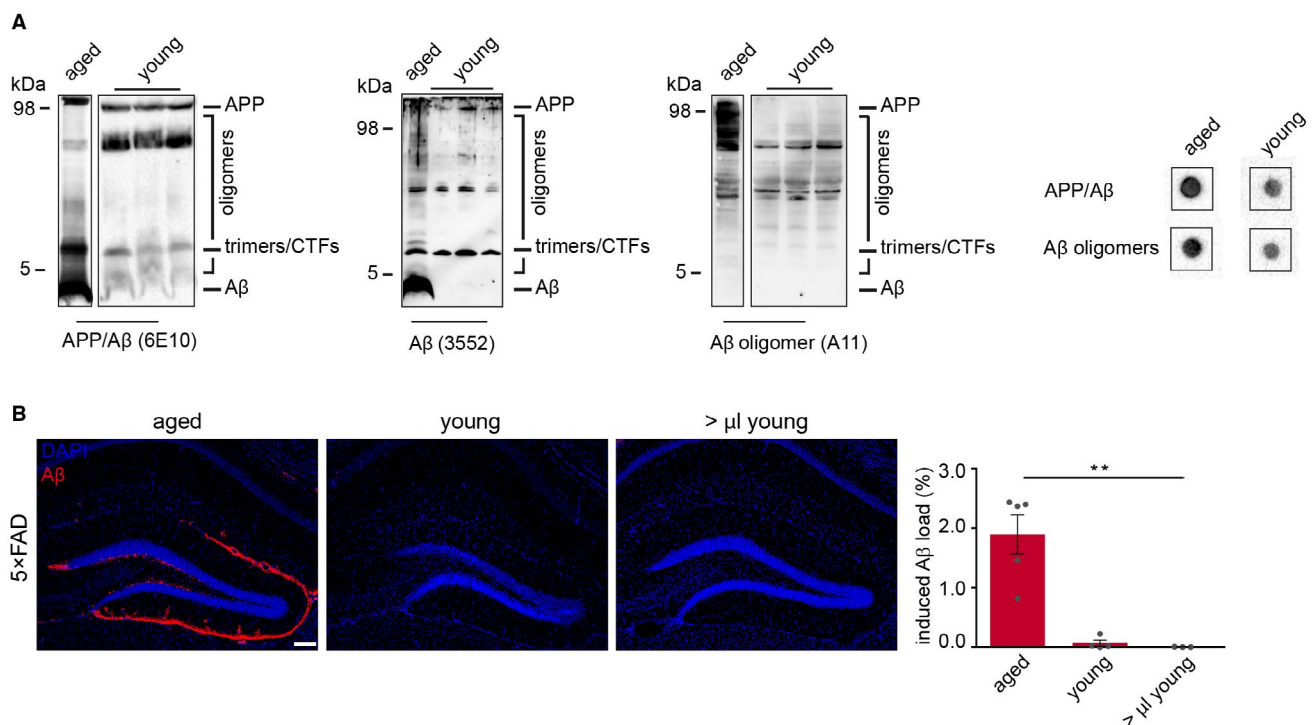 A
aged
young
kDa
98
5
APP
oligomers
trimers/CTFs
Aβ
APP/Aβ (6E10)
aged
young
kDa
98
5
APP
oligomers
trimers/CTFs
Aβ
Aβ (3552)
aged
young
kDa
98
5
APP
oligomers
trimers/CTFs
Aβ
Aβ oligomer (A11)
aged
young
APP/Aβ
Aβ oligomers
B
aged
young
> µl young
DAPI
Aβ
5×FAD
induced Aβ load (%)
3.0
2.0
1.0
0.0
**
aged
young
> µl young